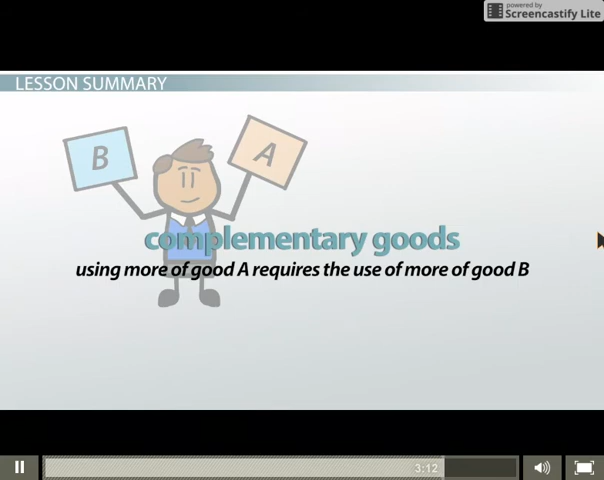 powered by
Screencastify Lite
LESSON SUMMARY
B
A
complementary goods
using more of good A requires the use of more of good B
3:12